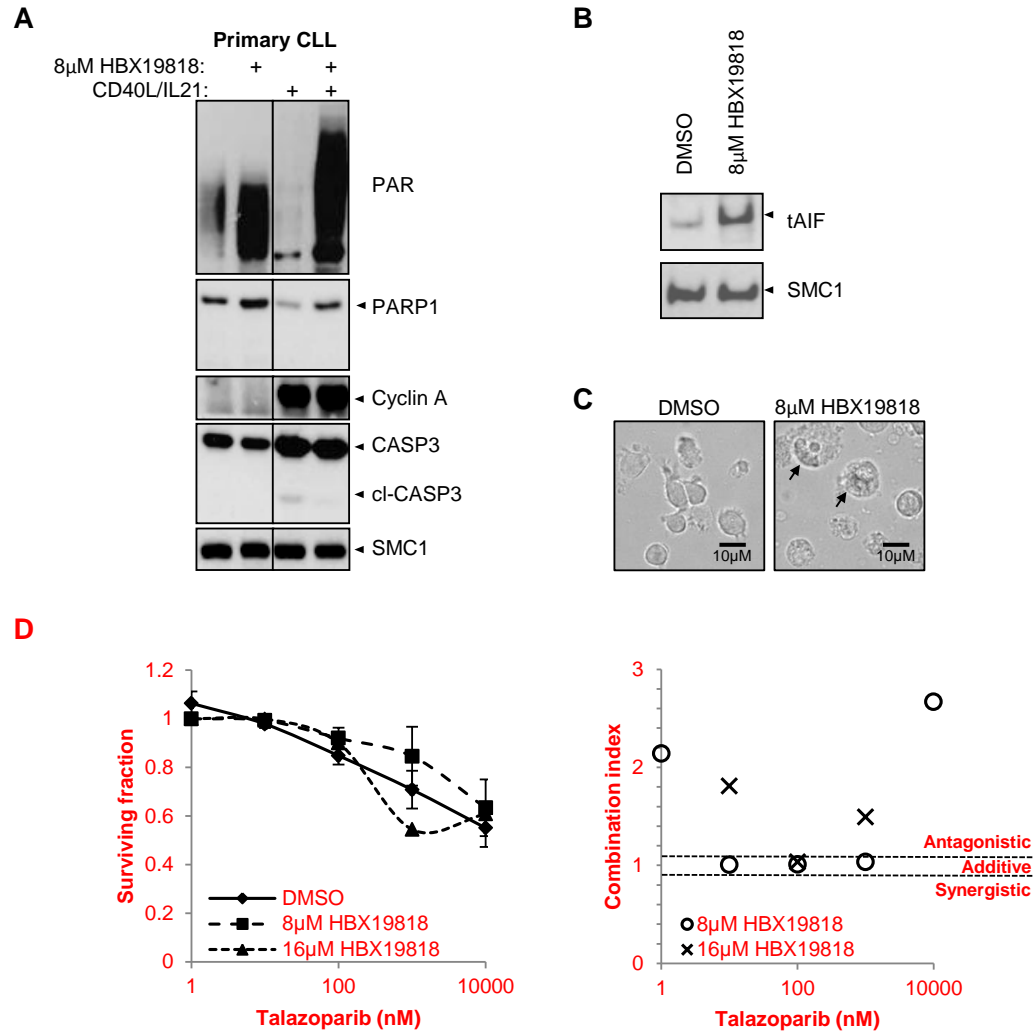 A
Primary CLL
8µM HBX19818: + +
CD40L/IL21: + +
PAR
PARP1
Cyclin A
CASP3
cl-CASP3
SMC1
B
DMSO
8µM HBX19818
tAIF
SMC1
C
DMSO
8µM HBX19818
10µM
10µM
D
Surviving fraction
1.2
1
0.8
0.6
0.4
0.2
0
DMSO
8µM HBX19818
16µM HBX19818
1
100
10000
Talazoparib (nM)
Combination index
3
2
1
0
Antagonistic
Additive
Synergistic
8µM HBX19818
16µM HBX19818
1
100
10000
Talazoparib (nM)